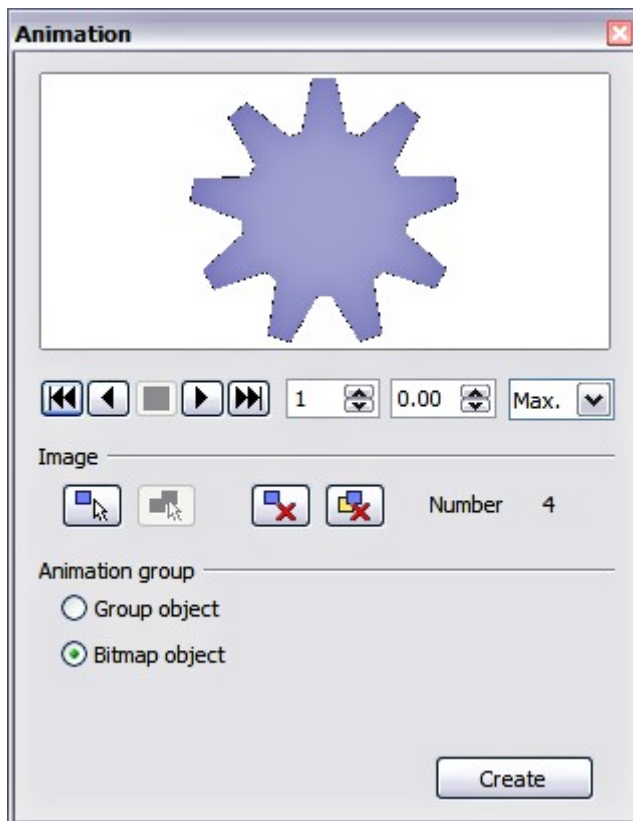 Animation
1 0.00 Max.
Image
Number 4
Animation group
Group object
Bitmap object
Create